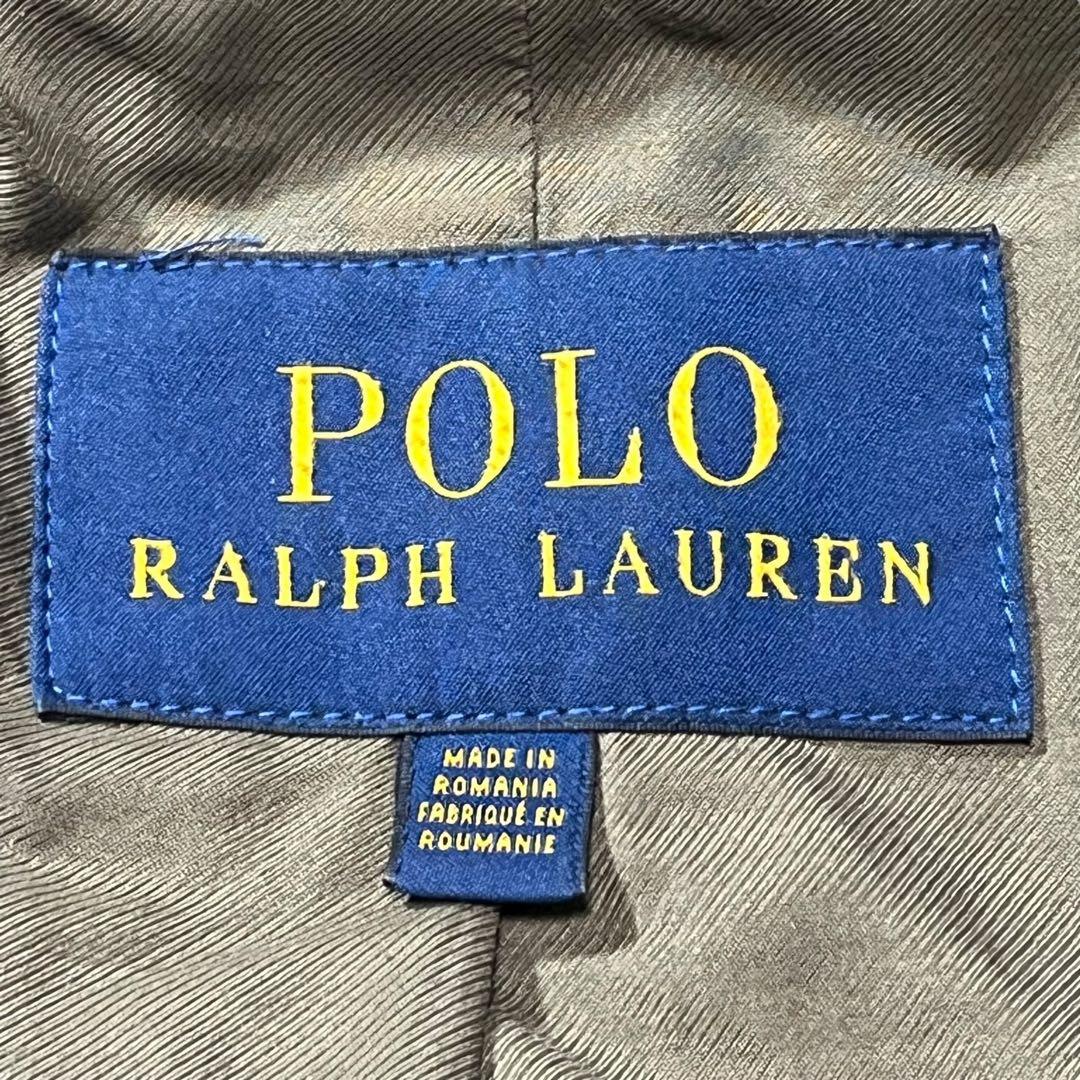 POLO
RALPH LAUREN
MADE IN
ROMANIA
FABRIQUÉ EN
ROUMANIE